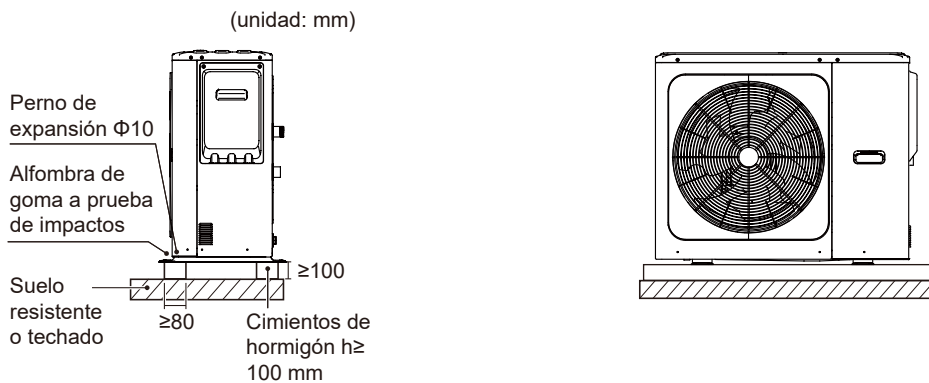 (unidad: mm)
Perno de
expansión Φ10
Alfombra de
goma a prueba
de impactos
Suelo
resistente
o techado
≥100
≥80
Cimientos de
hormigón h≥
100 mm